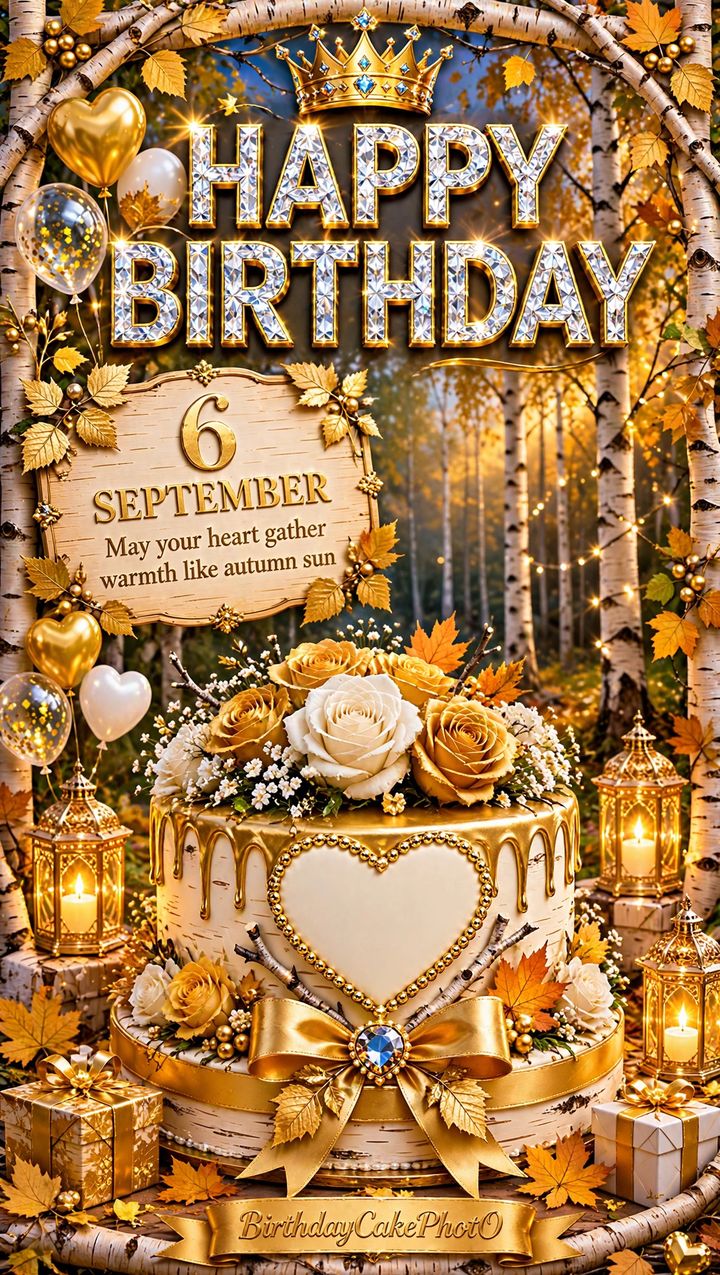 HAPPY
BIRTHDAY
6
SEPTEMBER
May your heart gather
warmth like autumn sun
BirthdayCakePhotO